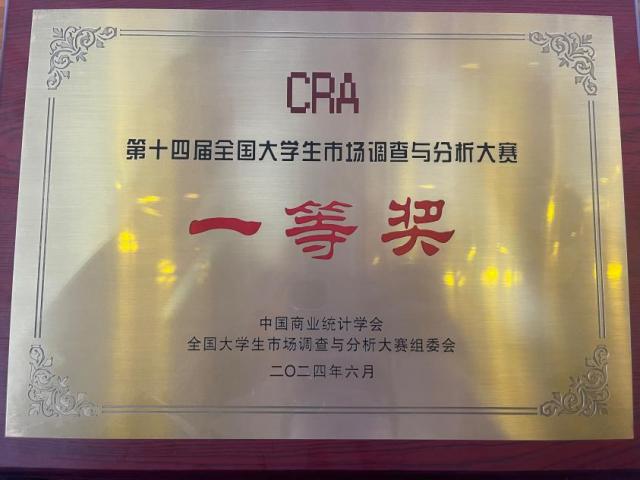 CRA
第十四届全国大学生市场调查与分析大赛
一等奖
中国商业统计学会
全国大学生市场调查与分析大赛组委会
二〇二四年六月